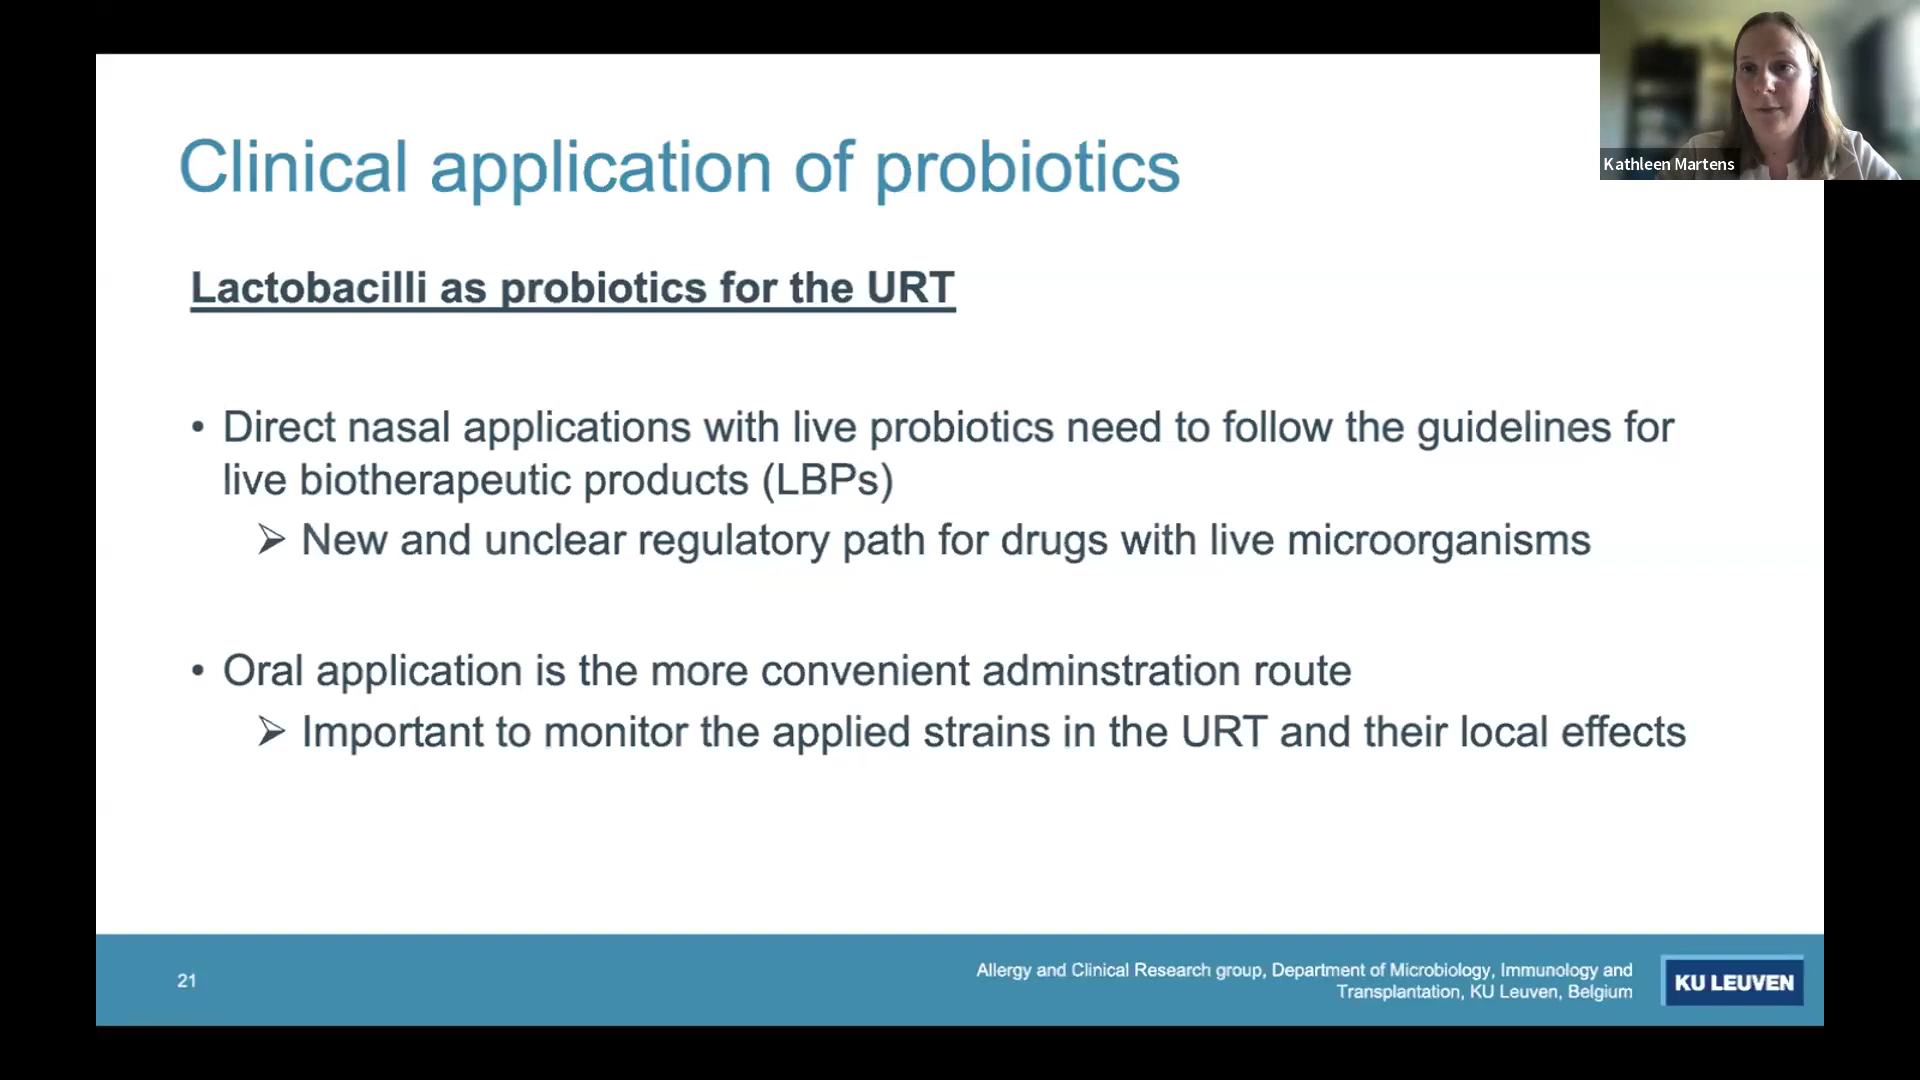 Kathleen Martens
Clinical application of probiotics
Lactobacilli as probiotics for the URT
• Direct nasal applications with live probiotics need to follow the guidelines for
live biotherapeutic products (LBPs)
➢ New and unclear regulatory path for drugs with live microorganisms
• Oral application is the more convenient adminstration route
➢ Important to monitor the applied strains in the URT and their local effects
21
Allergy and Clinical Research group, Department of Microbiology, Immunology and
Transplantation, KU Leuven, Belgium
KU LEUVEN